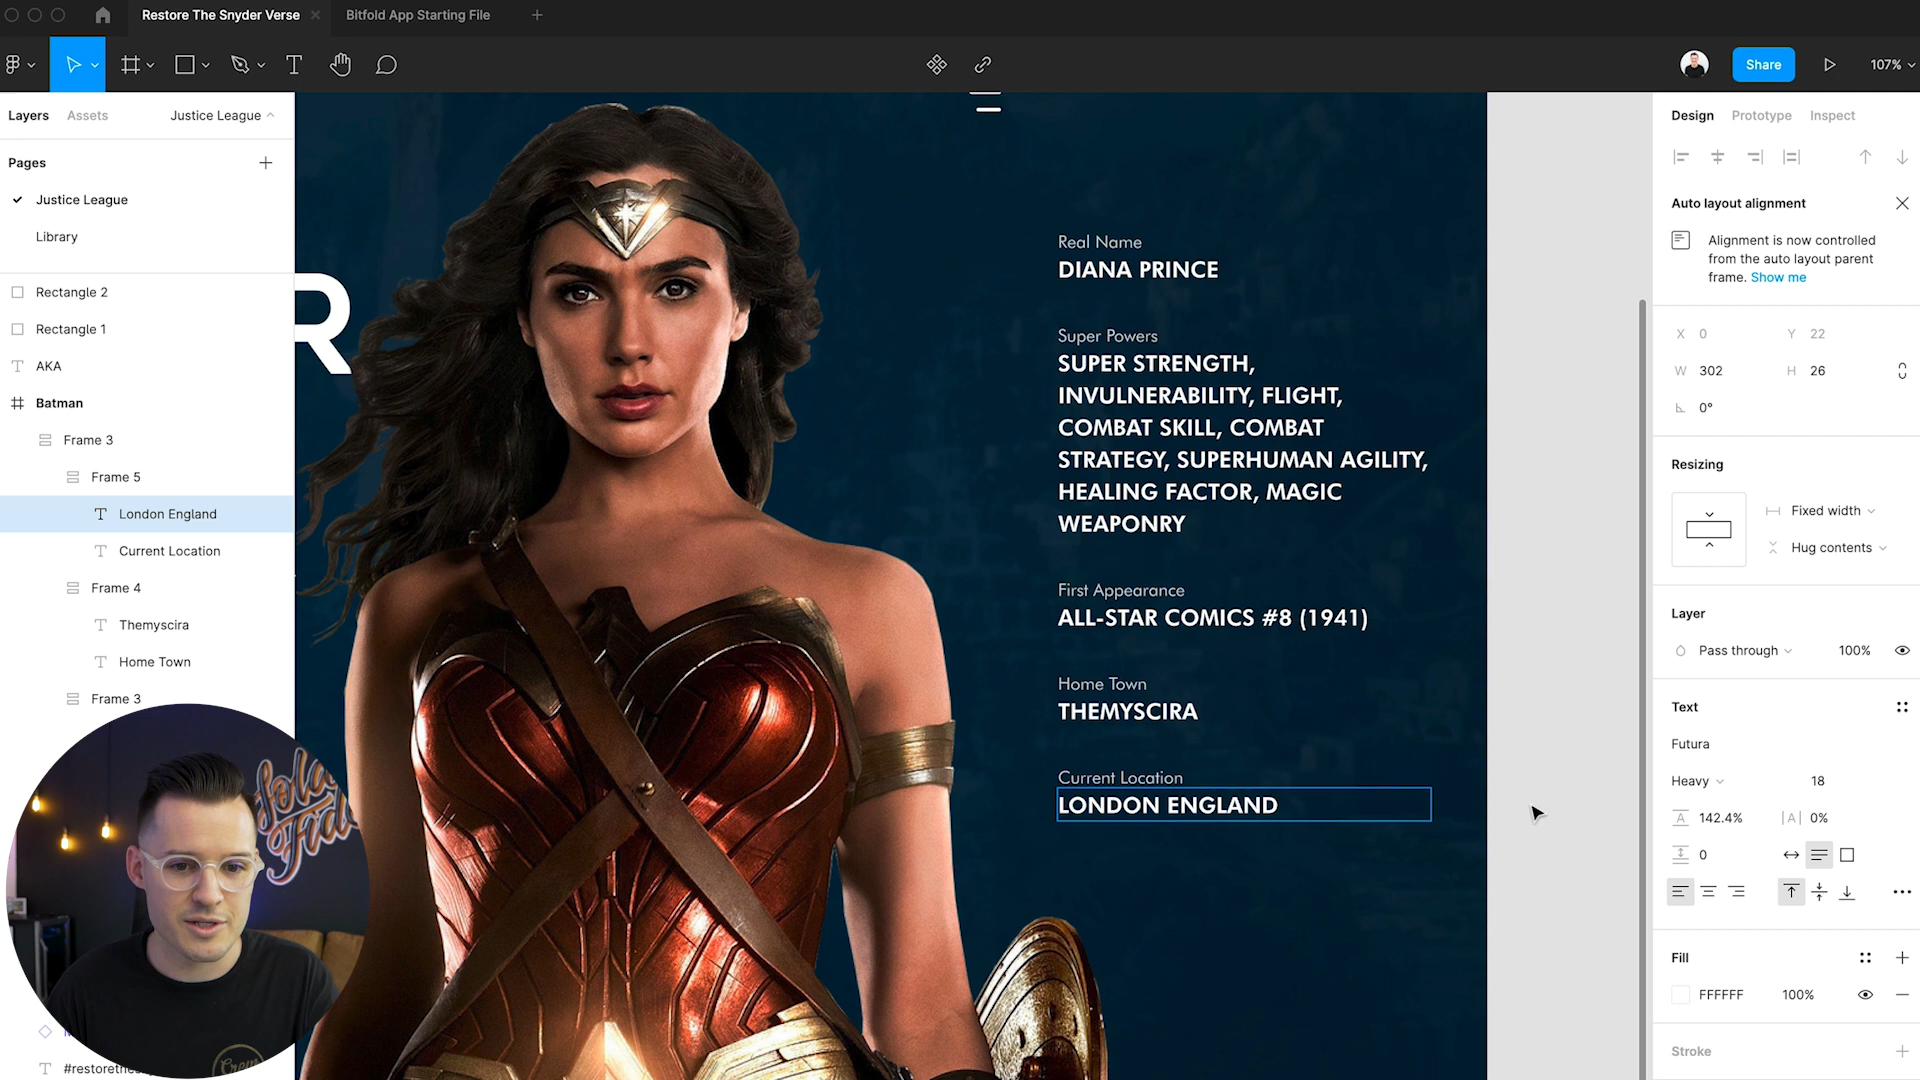 Restore The Snyder Verse
Bitfold App Starting File
Share
107%
Layers
Assets
Justice League
Pages
Justice League
Library
Rectangle 2
Rectangle 1
AKA
Batman
Frame 3
Frame 5
London England
Current Location
Frame 4
Themyscira
Home Town
Frame 3
R
Real Name
DIANA PRINCE
Super Powers
SUPER STRENGTH,
INVULNERABILITY, FLIGHT,
COMBAT SKILL, COMBAT
STRATEGY, SUPERHUMAN AGILITY,
HEALING FACTOR, MAGIC
WEAPONRY
First Appearance
ALL-STAR COMICS #8 (1941)
Home Town
THEMYSCIRA
Current Location
LONDON ENGLAND
Design
Prototype
Inspect
Auto layout alignment
Alignment is now controlled
from the auto layout parent
frame. Show me
X 0
Y 22
W 302
H 26
0°
Resizing
Fixed width
Hug contents
Layer
Pass through
100%
Text
Futura
Heavy
18
142.4%
|A| 0%
0
Fill
FFFFFF
100%
Stroke